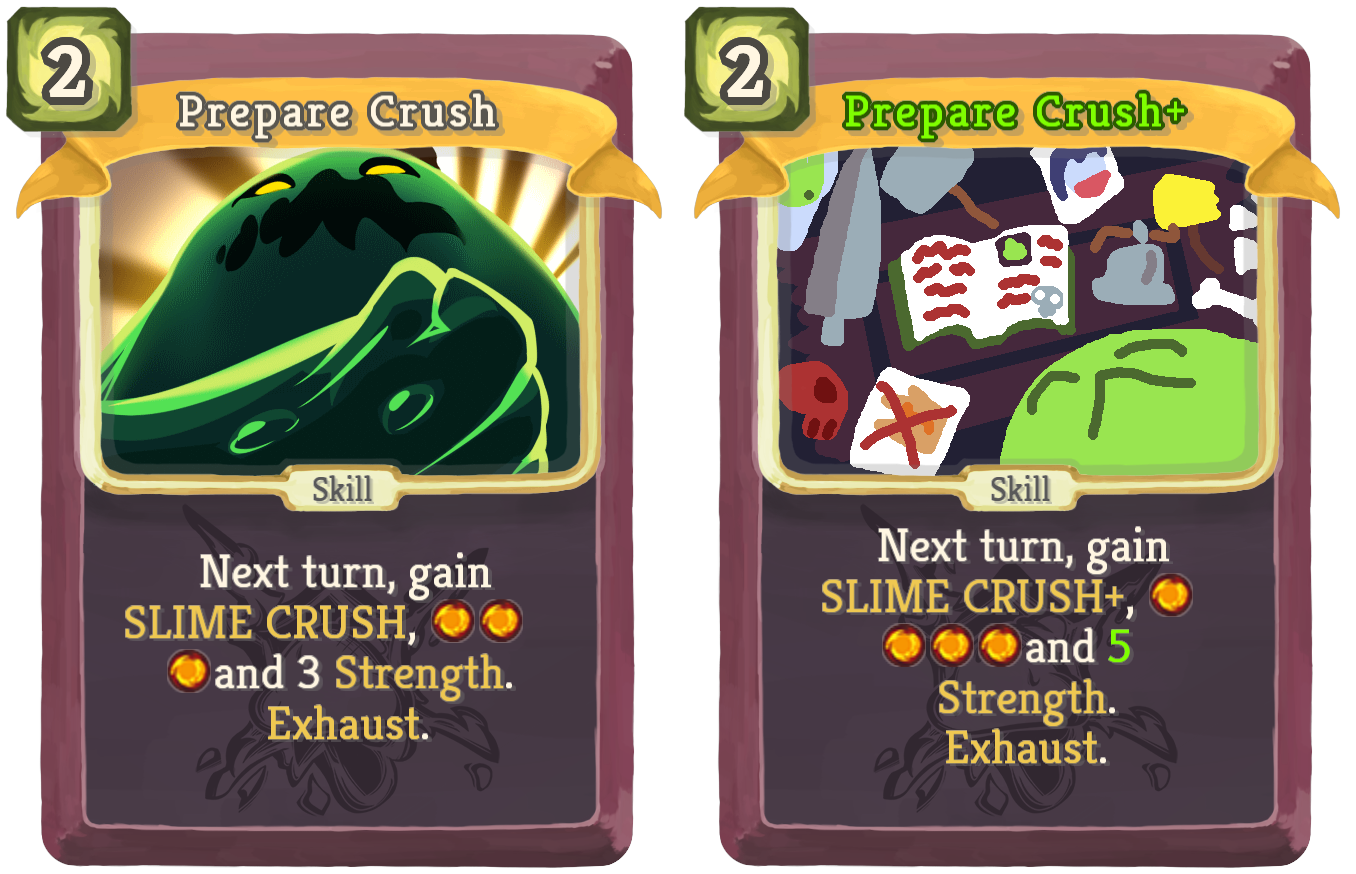 2
Prepare Crush
Skill
Next turn, gain
SLIME CRUSH,
and 3 Strength.
Exhaust.
2
Prepare Crush+
Skill
Next turn, gain
SLIME CRUSH+,
and 5
Strength.
Exhaust.